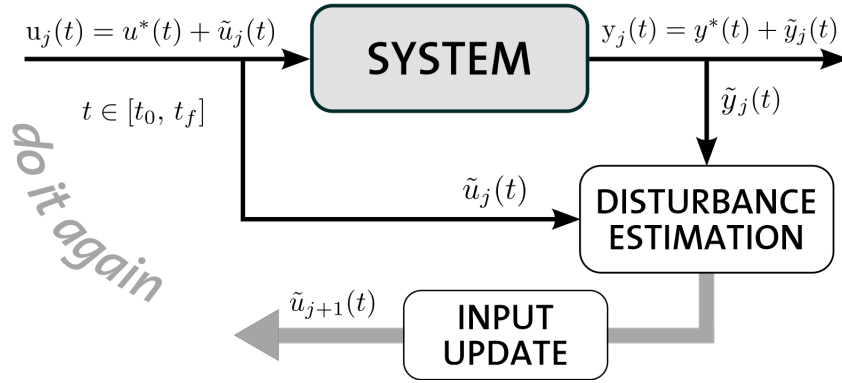 u_j(t) = u*(t) + ũ_j(t)
SYSTEM
y_j(t) = y*(t) + ỹ_j(t)
t ∈ [t_0, t_f]
ỹ_j(t)
do it again
ũ_j(t)
DISTURBANCE
ESTIMATION
ũ_{j+1}(t)
INPUT
UPDATE